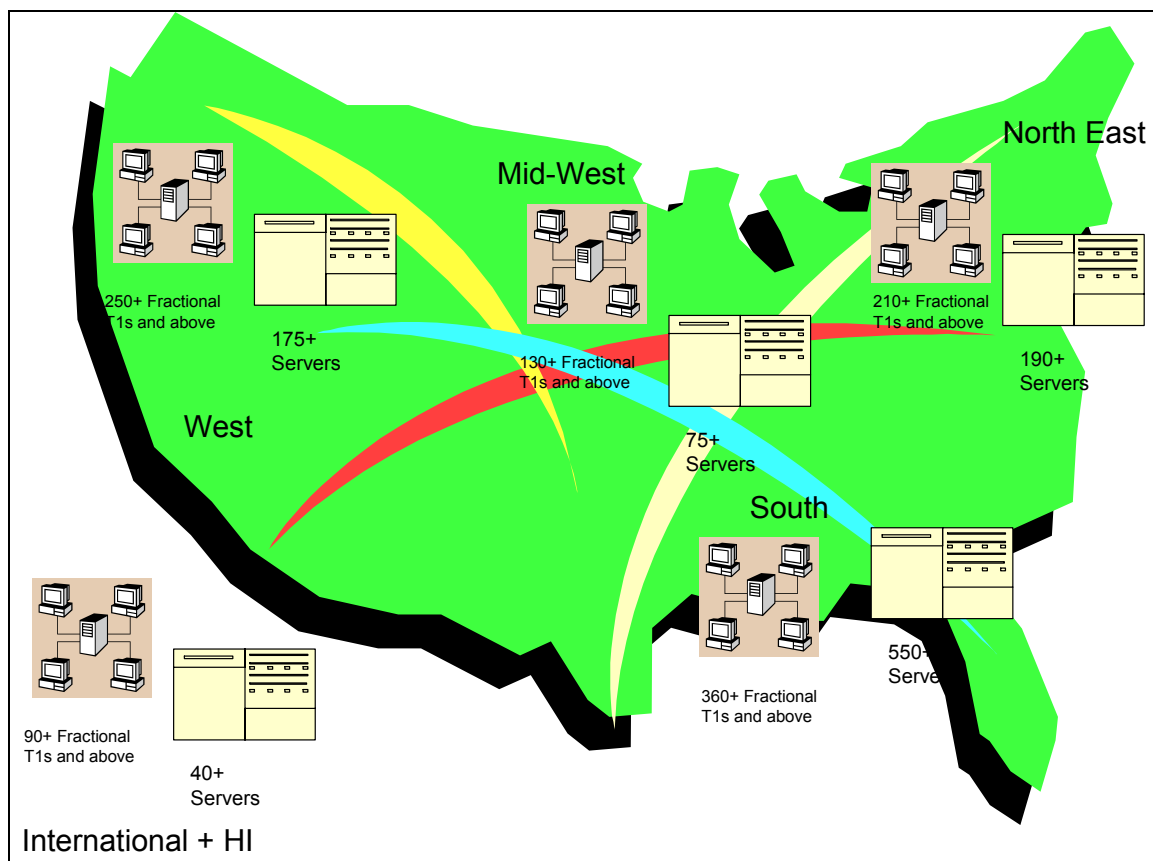 North East
Mid-West
250+ Fractional
T1s and above
175+
Servers
130+ Fractional
T1s and above
210+ Fractional
T1s and above
190+
Servers
West
75+
Servers
South
550+
360+ Fractional
T1s and above
90+ Fractional
T1s and above
40+
Servers
International + HI